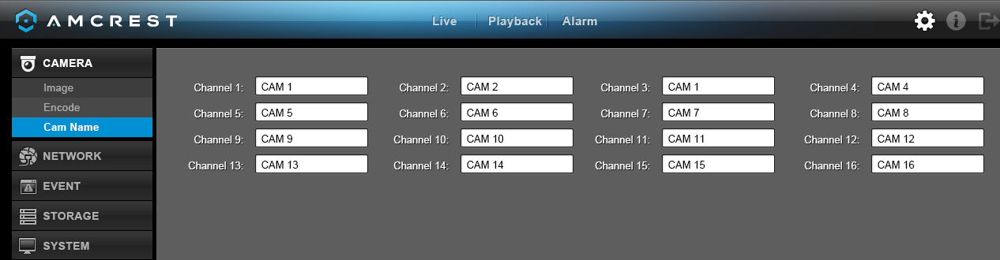 AMCREST Live Playback Alarm
CAMERA
Image
Encode
Cam Name
NETWORK
EVENT
STORAGE
SYSTEM
Channel 1: CAM 1 Channel 2: CAM 2 Channel 3: CAM 1 Channel 4: CAM 4
Channel 5: CAM 5 Channel 6: CAM 6 Channel 7: CAM 7 Channel 8: CAM 8
Channel 9: CAM 9 Channel 10: CAM 10 Channel 11: CAM 11 Channel 12: CAM 12
Channel 13: CAM 13 Channel 14: CAM 14 Channel 15: CAM 15 Channel 16: CAM 16